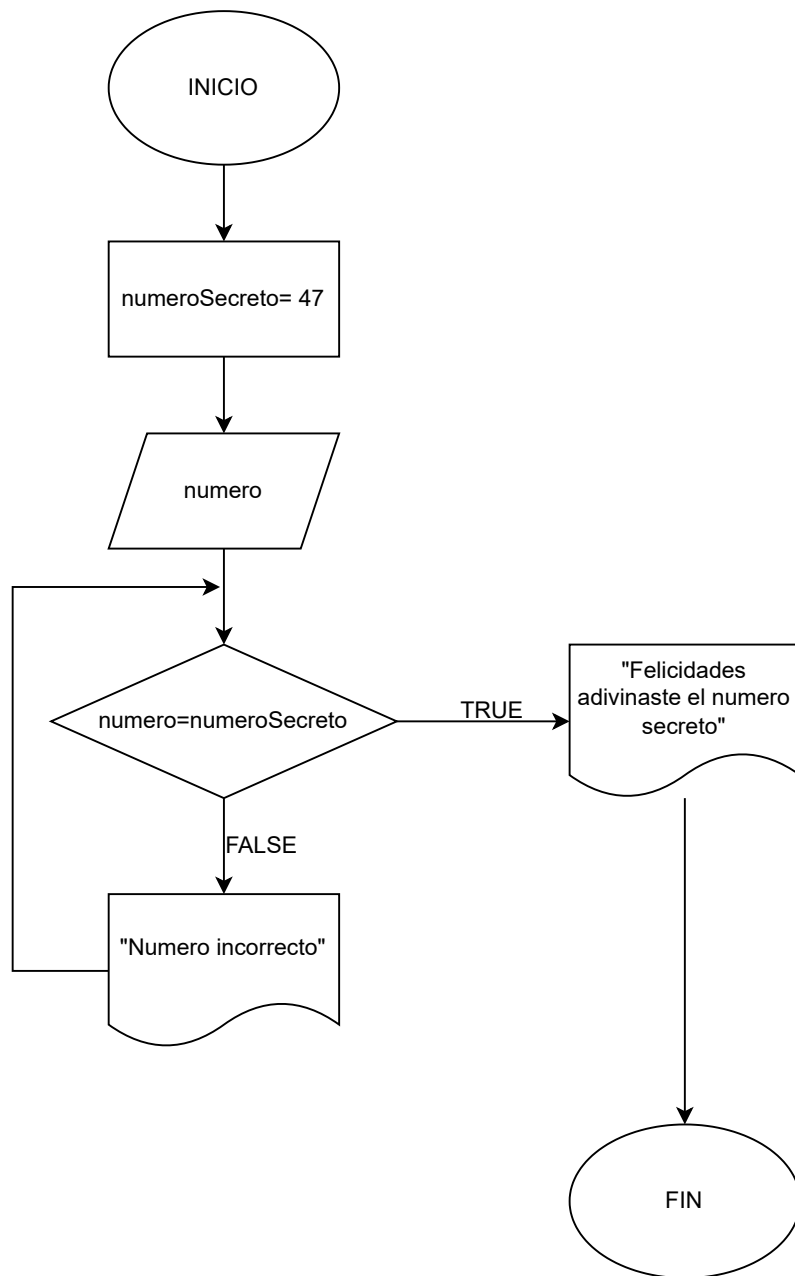 INICIO
numeroSecreto= 47
numero
numero=numeroSecreto
TRUE
"Felicidades
adivinaste el numero
secreto"
FALSE
"Numero incorrecto"
FIN